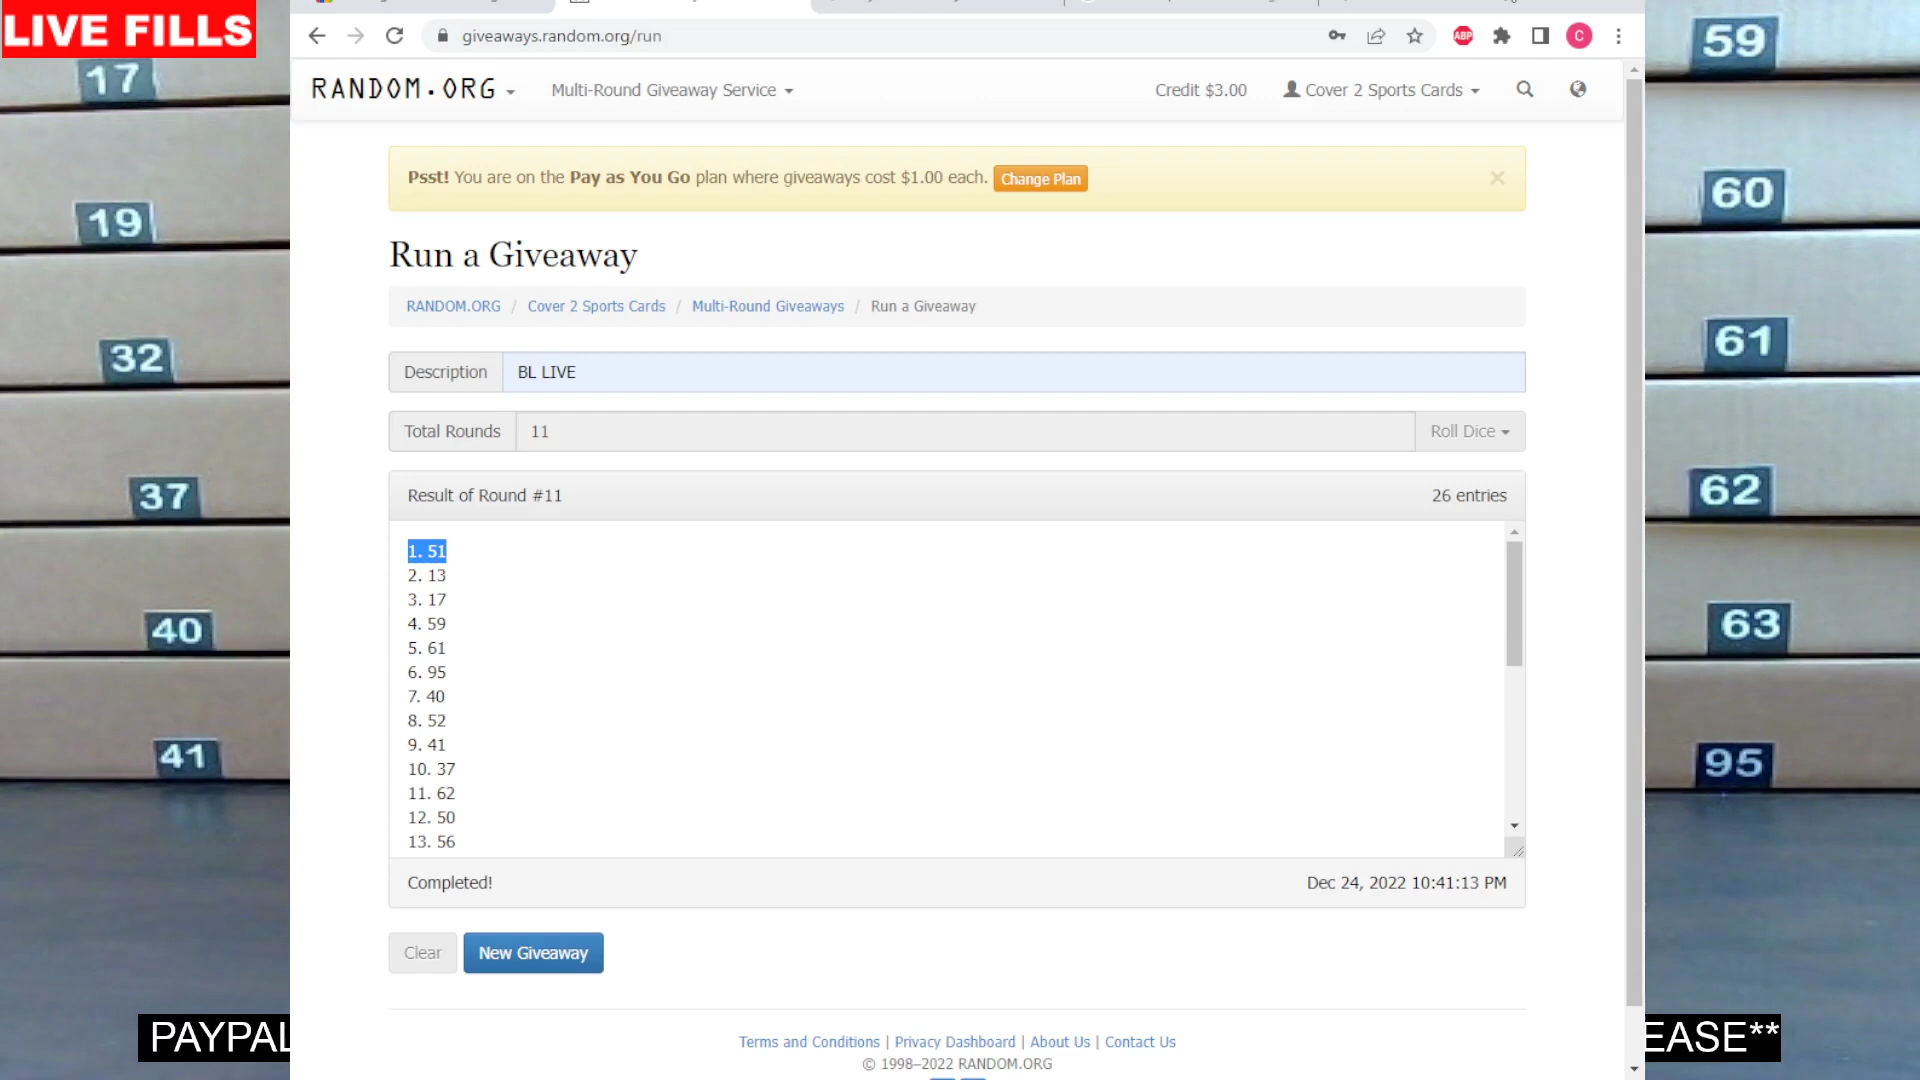 LIVE FILLS
17
19
32
37
40
41
PAYPAL
giveaways.random.org/run
ABP
C
RANDOM.ORG
Multi-Round Giveaway Service
Credit $3.00
Cover 2 Sports Cards
Psst! You are on the Pay as You Go plan where giveaways cost $1.00 each.
Change Plan
Run a Giveaway
RANDOM.ORG / Cover 2 Sports Cards / Multi-Round Giveaways / Run a Giveaway
Description
BL LIVE
Total Rounds
11
Roll Dice
Result of Round #11
26 entries
1. 51
2. 13
3. 17
4. 59
5. 61
6. 95
7. 40
8. 52
9. 41
10. 37
11. 62
12. 50
13. 56
Completed!
Dec 24, 2022 10:41:13 PM
Clear
New Giveaway
Terms and Conditions | Privacy Dashboard | About Us | Contact Us
© 1998–2022 RANDOM.ORG
59
60
61
62
63
95
EASE**